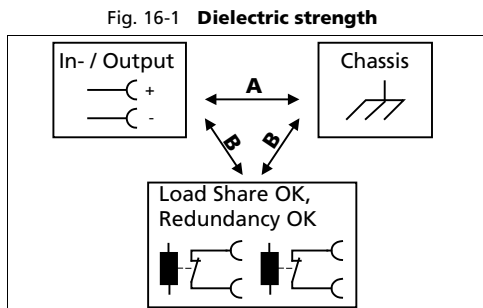 Fig. 16-1 Dielectric strength
In- / Output
+
-
Chassis
A
B
B
Load Share OK,
Redundancy OK